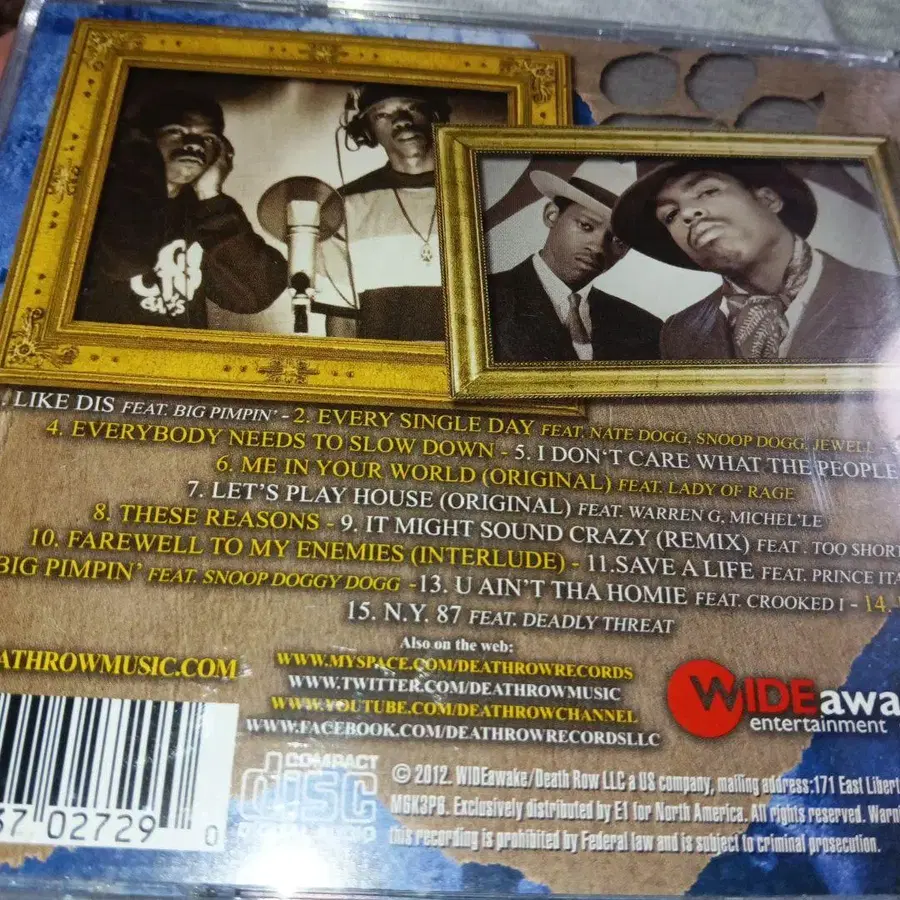 . LIKE DIS FEAT. BIG PIMPIN' - 2. EVERY SINGLE DAY FEAT. NATE DOGG, SNOOP DOGG, JEWELL -
4. EVERYBODY NEEDS TO SLOW DOWN - 5. I DON'T CARE WHAT THE PEOPLE
6. ME IN YOUR WORLD (ORIGINAL) FEAT. LADY OF RAGE
7. LET'S PLAY HOUSE (ORIGINAL) FEAT. WARREN G, MICHEL'LE
8. THESE REASONS - 9. IT MIGHT SOUND CRAZY (REMIX) FEAT. TOO SHORT
10. FAREWELL TO MY ENEMIES (INTERLUDE) - 11.SAVE A LIFE FEAT. PRINCE ITA
BIG PIMPIN' FEAT. SNOOP DOGGY DOGG -13. U AIN'T THA HOMIE FEAT. CROOKED I - 14.
15. N.Y. 87 FEAT. DEADLY THREAT
Also on the web:
ATHROWMUSIC.COM
WWW.MYSPACE.COM/DEATHROWRECORDS
WWW.TWITTER.COM/DEATHROWMUSIC
WWW.YOUTUBE.COM/DEATHROWCHANNEL
WWW.FACEBOOK.COM/DEATHROWRECORDSLLC
WIDEawa
entertainment
COMPACT
disc
DIGITAL AUDIO
© 2012. WIDEawake/Death Row LLC a US company, mailing address:171 East Libert
M6K3P6. Exclusively distributed by E1 for North America. All rights reserved. Warni
this recording is prohibited by Federal law and is subject to criminal prosecution.
37 02729 0